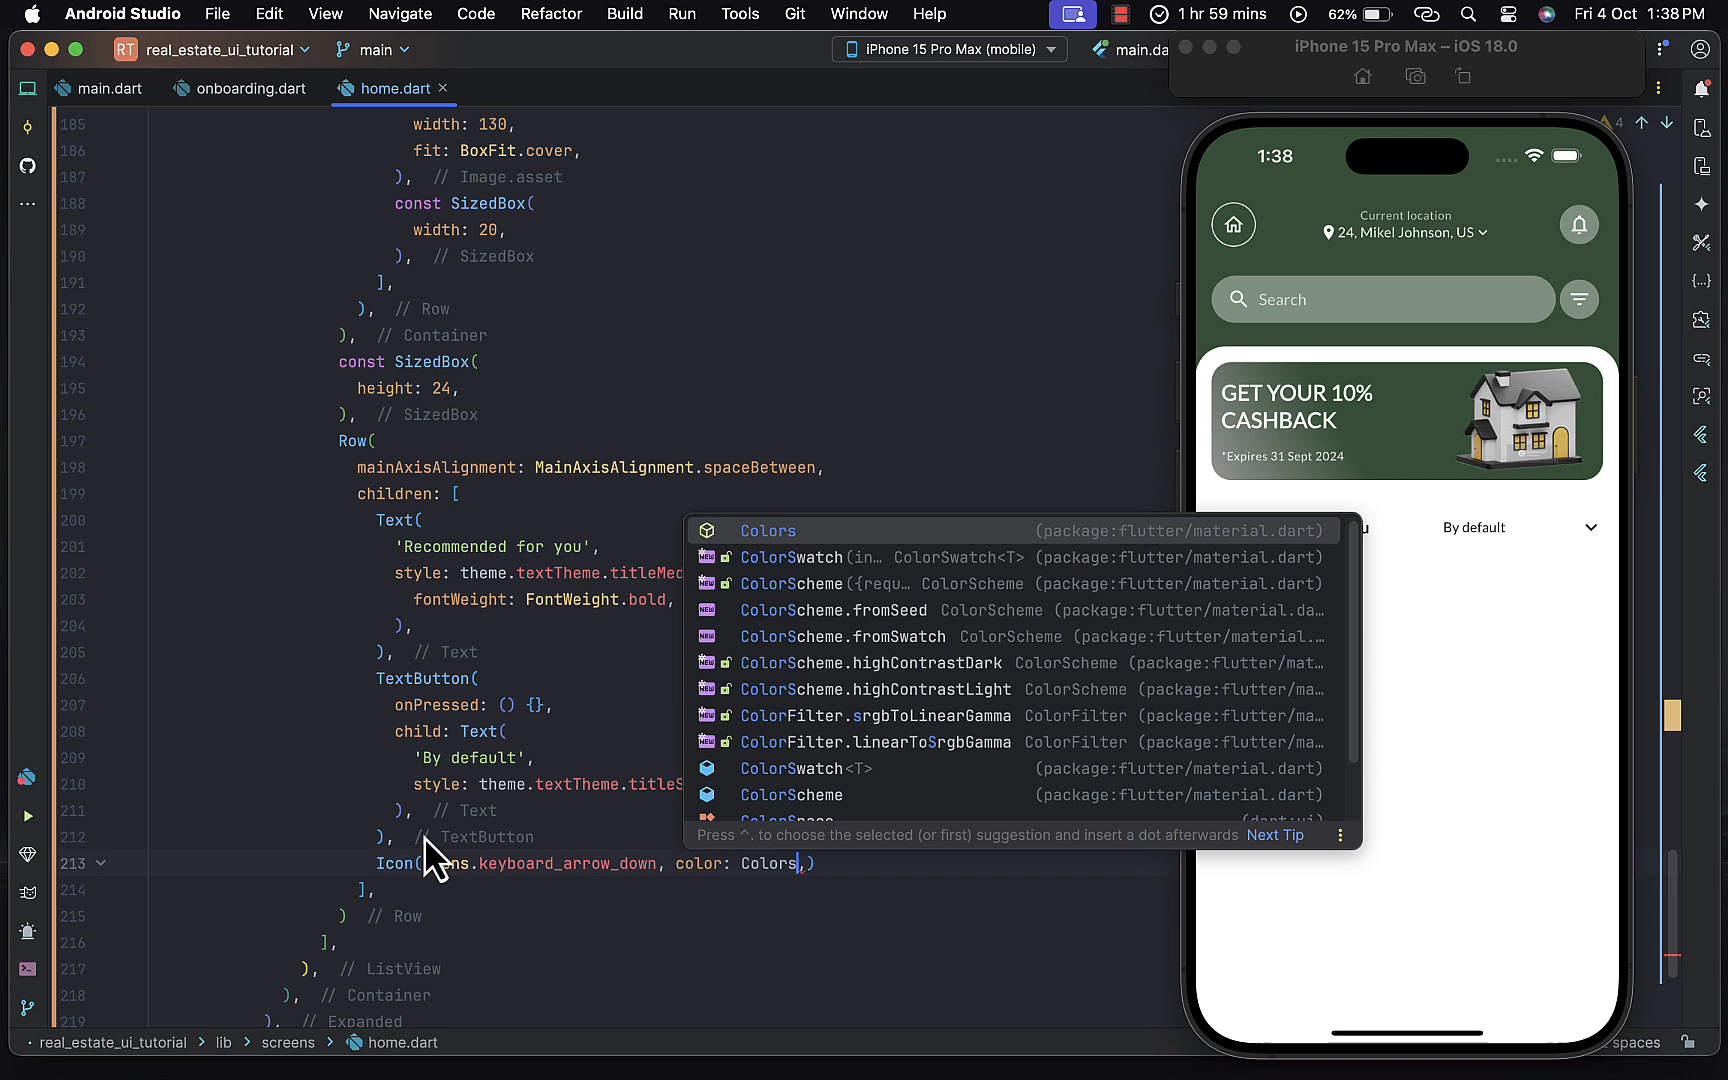 Android Studio File Edit View Navigate Code Refactor Build Run Tools Git Window Help 1 hr 59 mins 62% Fri 4 Oct 1:38 PM
RT real_estate_ui_tutorial main iPhone 15 Pro Max (mobile) main.da
iPhone 15 Pro Max – iOS 18.0
main.dart onboarding.dart home.dart
4
185 width: 130,
186 fit: BoxFit.cover,
187 ), // Image.asset
188 const SizedBox(
189 width: 20,
190 ), // SizedBox
191 ],
192 ), // Row
193 ), // Container
194 const SizedBox(
195 height: 24,
196 ), // SizedBox
197 Row(
198 mainAxisAlignment: MainAxisAlignment.spaceBetween,
199 children: [
200 Text(
201 'Recommended for you',
202 style: theme.textTheme.titleMed
203 fontWeight: FontWeight.bold,
204 ),
205 ), // Text
206 TextButton(
207 onPressed: () {},
208 child: Text(
209 'By default',
210 style: theme.textTheme.titleS
211 ), // Text
212 ), // TextButton
213 Icon( ns.keyboard_arrow_down, color: Colors,)
214 ],
215 ) // Row
216 ],
217 ), // ListView
218 ), // Container
219 ), // Expanded
Colors (package:flutter/material.dart)
ColorSwatch(in… ColorSwatch<T> (package:flutter/material.dart)
ColorScheme({requ… ColorScheme (package:flutter/material.dart)
ColorScheme.fromSeed ColorScheme (package:flutter/material.da…
ColorScheme.fromSwatch ColorScheme (package:flutter/material.…
ColorScheme.highContrastDark ColorScheme (package:flutter/mat…
ColorScheme.highContrastLight ColorScheme (package:flutter/ma…
ColorFilter.srgbToLinearGamma ColorFilter (package:flutter/ma…
ColorFilter.linearToSrgbGamma ColorFilter (package:flutter/ma…
ColorSwatch<T> (package:flutter/material.dart)
ColorScheme (package:flutter/material.dart)
ColorSpace (dart:ui)
Press ^. to choose the selected (or first) suggestion and insert a dot afterwards Next Tip
1:38
Current location
24, Mikel Johnson, US
Search
GET YOUR 10%
CASHBACK
*Expires 31 Sept 2024
u By default
real_estate_ui_tutorial > lib > screens > home.dart
spaces